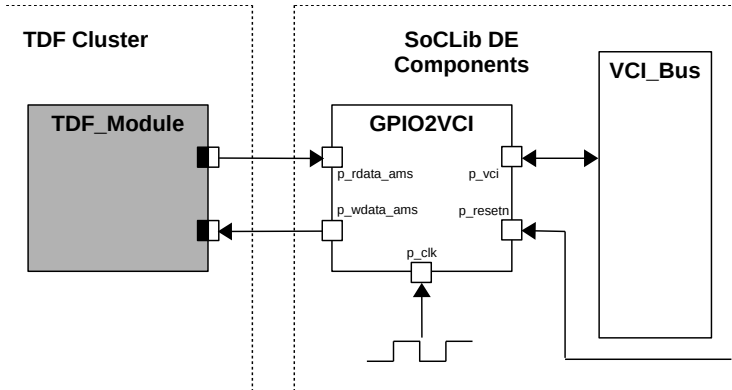 TDF Cluster
SoCLib DE
Components
VCI_Bus
TDF_Module
GPIO2VCI
p_rdata_ams
p_vci
p_wdata_ams
p_resetn
p_clk